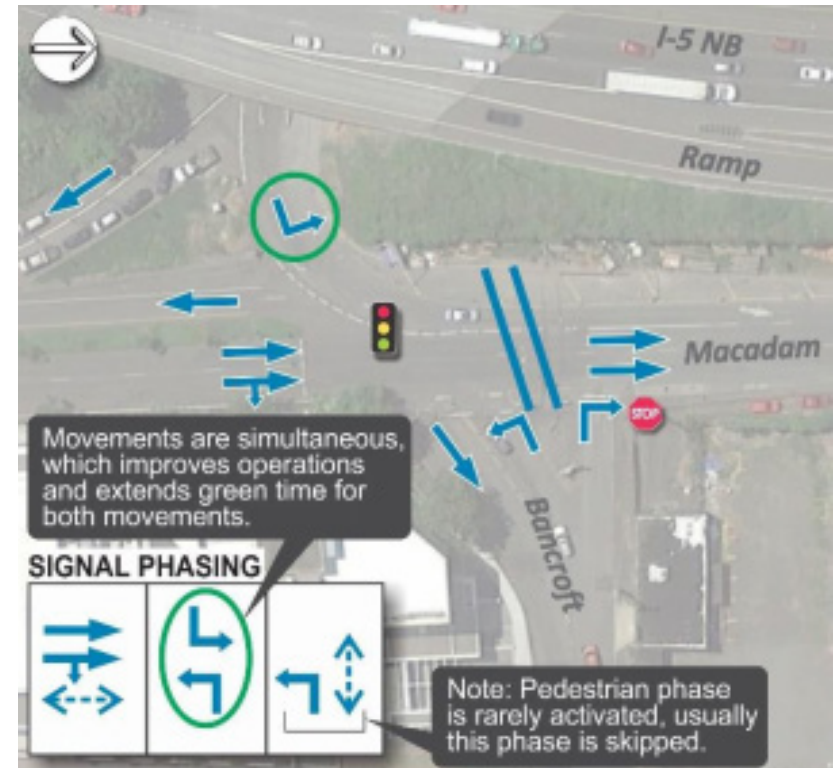 I-5 NB
Ramp
Macadam
STOP
Movements are simultaneous,
which improves operations
and extends green time for
both movements.
Bancroft
SIGNAL PHASING
Note: Pedestrian phase
is rarely activated, usually
this phase is skipped.